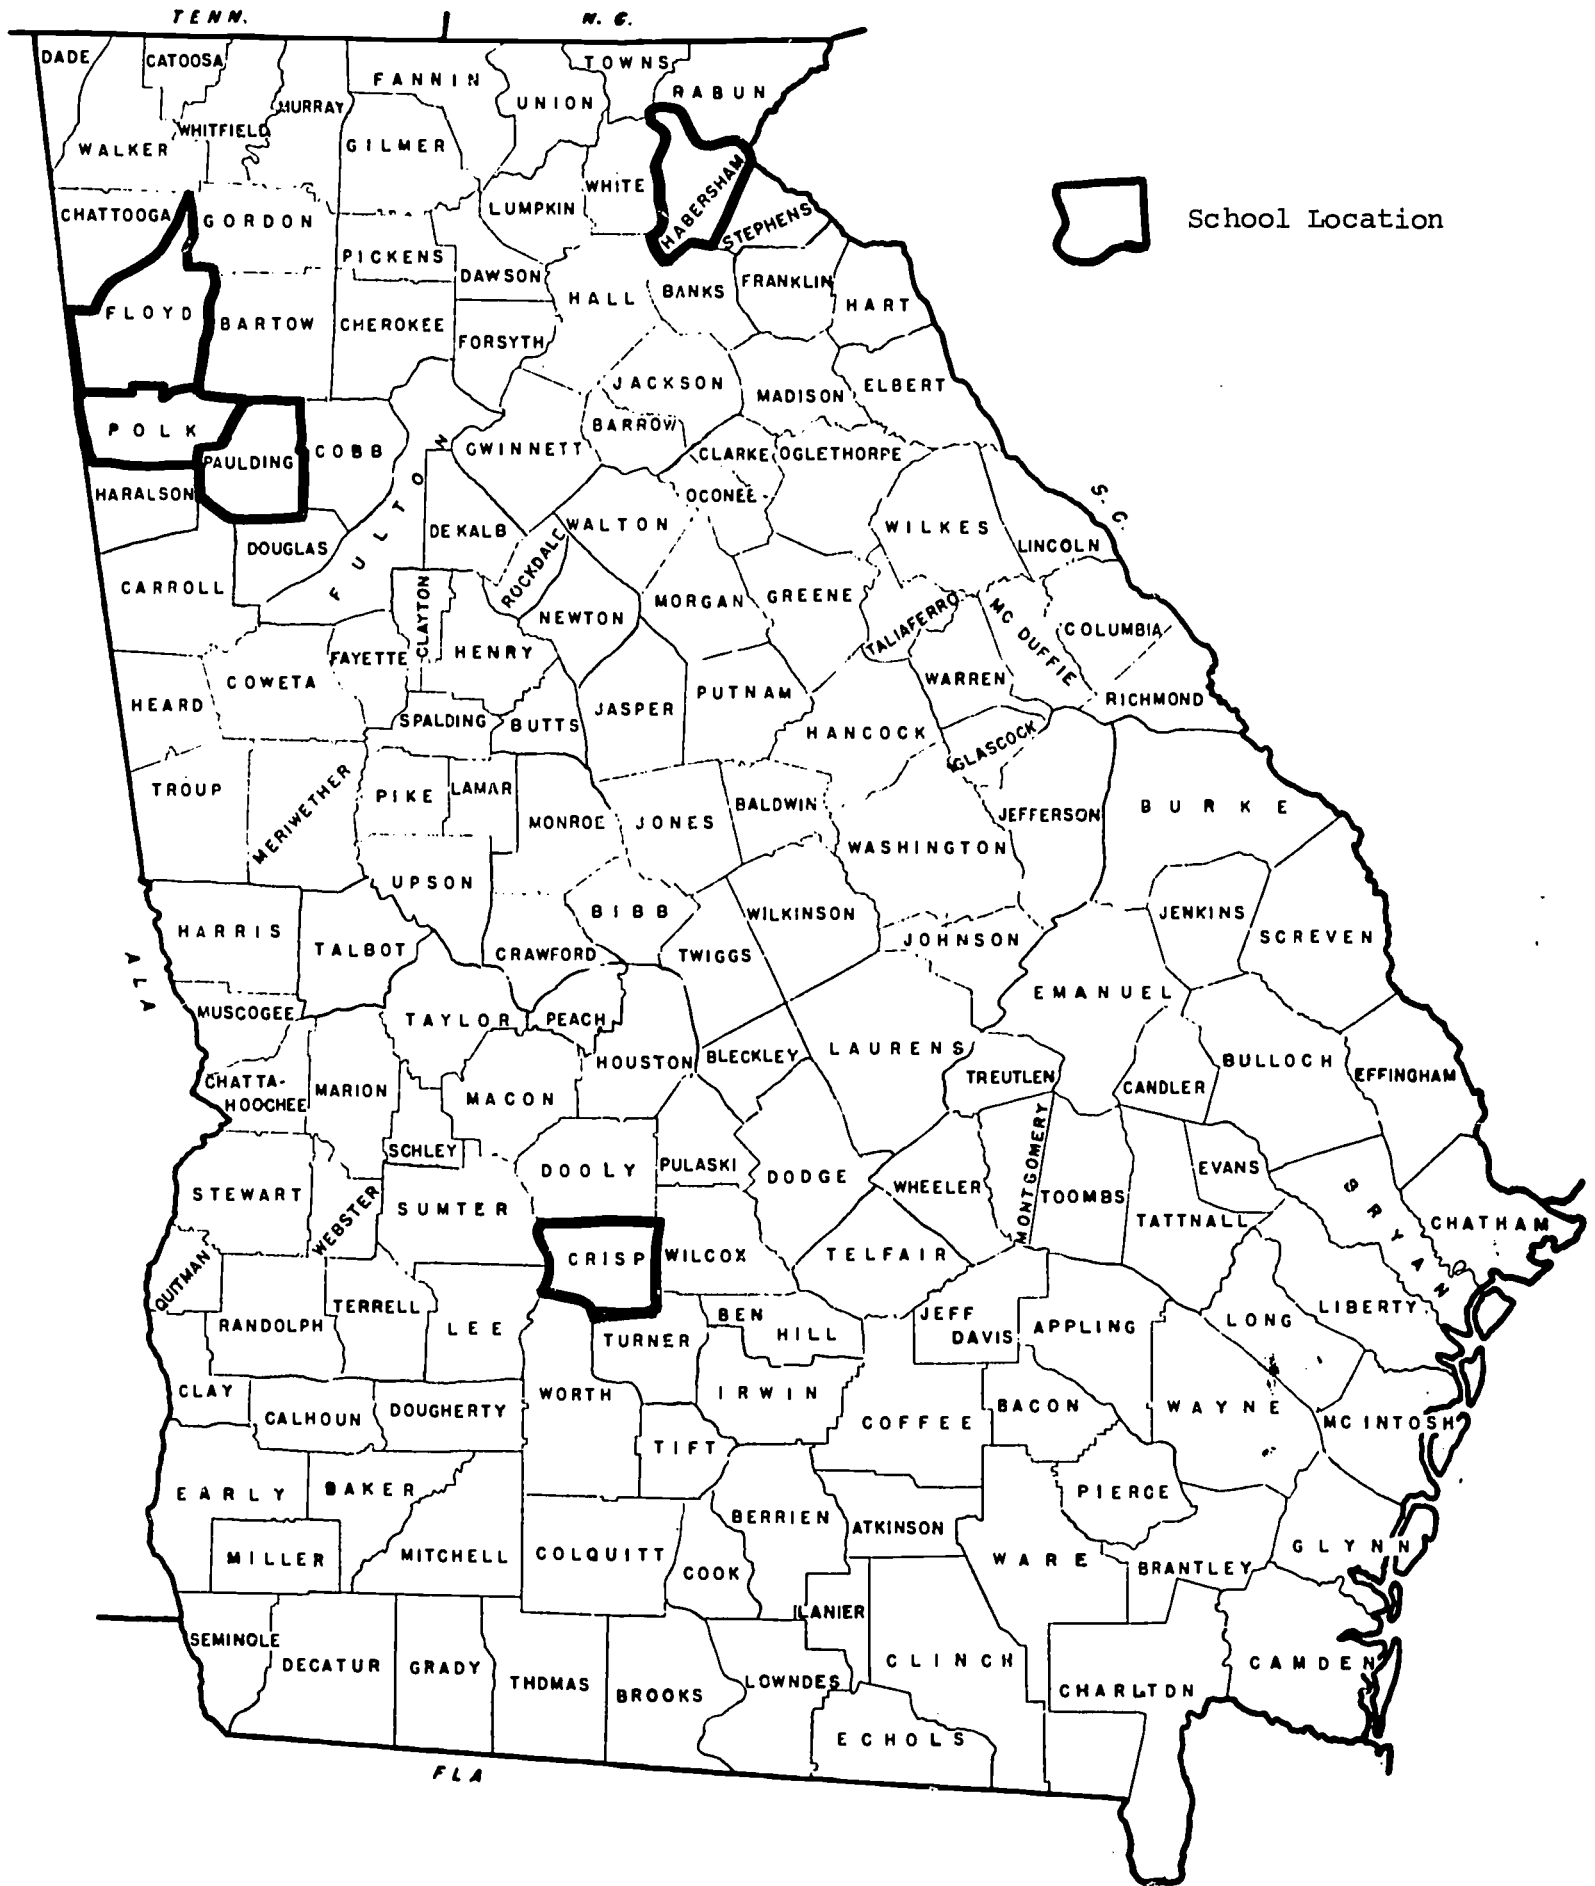 TENN.
N. C.
DADE
CATOOSA
FANNIN
TOWNS
UNION
RABUN
MURRAY
WHITFIELD
WALKER
GILMER
WHITE
HABERSHAM
CHATTOOGA
GORDON
LUMPKIN
STEPHENS
School Location
PICKENS
DAWSON
HALL
BANKS
FRANKLIN
HART
FLOYD
BARTOW
CHEROKEE
FORSYTH
JACKSON
MADISON
ELBERT
POLK
PAULDING
COBB
FULTON
GWINNETT
BARROW
CLARKE
OGLETHORPE
HARALSON
OCONEE
S. C.
DOUGLAS
DE KALB
ROCKDALE
WALTON
WILKES
LINCOLN
CARROLL
CLAYTON
NEWTON
MORGAN
GREENE
TALIAFERRO
MC DUFFIE
COLUMBIA
FAYETTE
HENRY
HEARD
COWETA
SPALDING
BUTTS
JASPER
PUTNAM
HANCOCK
WARREN
GLASCOCK
RICHMOND
TROUP
MERIWETHER
PIKE
LAMAR
MONROE
JONES
BALDWIN
WASHINGTON
JEFFERSON
BURKE
UPSON
BIBB
WILKINSON
JENKINS
HARRIS
TALBOT
CRAWFORD
TWIGGS
JOHNSON
SCREVEN
ALA
MUSCOGEE
TAYLOR
PEACH
EMANUEL
HOUSTON
BLECKLEY
LAURENS
CHATTA-
HOOCHEE
MARION
MACON
TREUTLEN
CANDLER
BULLOCH
EFFINGHAM
SCHLEY
DOOLY
PULASKI
DODGE
MONTGOMERY
EVANS
STEWART
WEBSTER
SUMTER
WHEELER
TOOMBS
TATTNALL
BRYAN
CHATHAM
QUITMAN
CRISP
WILCOX
TELFAIR
RANDOLPH
TERRELL
LEE
TURNER
BEN
HILL
JEFF
DAVIS
APPLING
LONG
LIBERTY
CLAY
CALHOUN
DOUGHERTY
WORTH
IRWIN
TIFT
COFFEE
BACON
WAYNE
MC INTOSH
EARLY
BAKER
BERRIEN
PIERCE
MILLER
MITCHELL
COLQUITT
COOK
ATKINSON
WARE
BRANTLEY
GLYNN
LANIER
SEMINOLE
DECATUR
GRADY
THOMAS
BROOKS
LOWNDES
CLINCH
CHARLTON
CAMDEN
ECHOLS
FLA